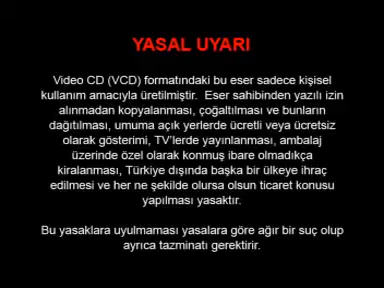 YASAL UYARI
Video CD (VCD) formatındaki bu eser sadece kişisel
kullanım amacıyla üretilmiştir. Eser sahibinden yazılı izin
alınmadan kopyalanması, çoğaltılması ve bunların
dağıtılması, umuma açık yerlerde ücretli veya ücretsiz
olarak gösterimi, TV'lerde yayınlanması, ambalaj
üzerinde özel olarak konmuş ibare olmadıkça
kiralanması, Türkiye dışında başka bir ülkeye ihraç
edilmesi ve her ne şekilde olursa olsun ticaret konusu
yapılması yasaktır.
Bu yasaklara uyulmaması yasalara göre ağır bir suç olup
ayrıca tazminatı gerektirir.